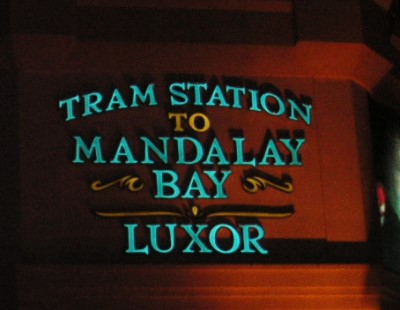 TRAM STATION
TO
MANDALAY
BAY
LUXOR